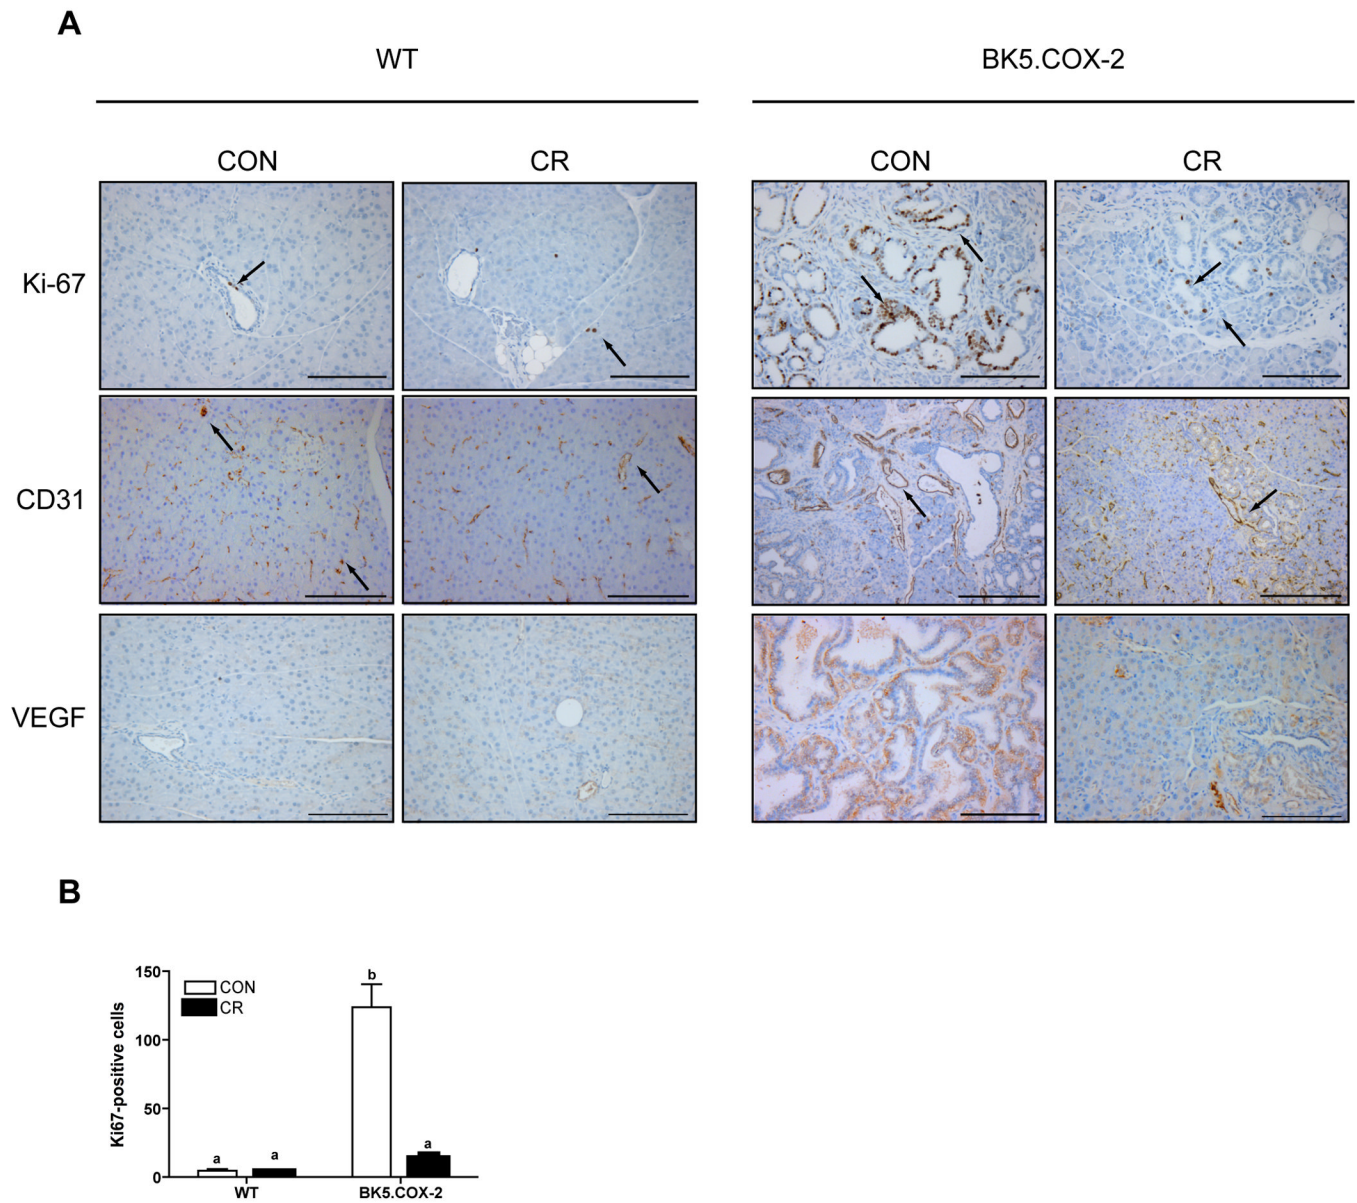 A
WT BK5.COX-2
CON CR CON CR
Ki-67
CD31
VEGF
B
150
100
50
0
Ki67-positive cells
CON
CR
a a b a
WT BK5.COX-2